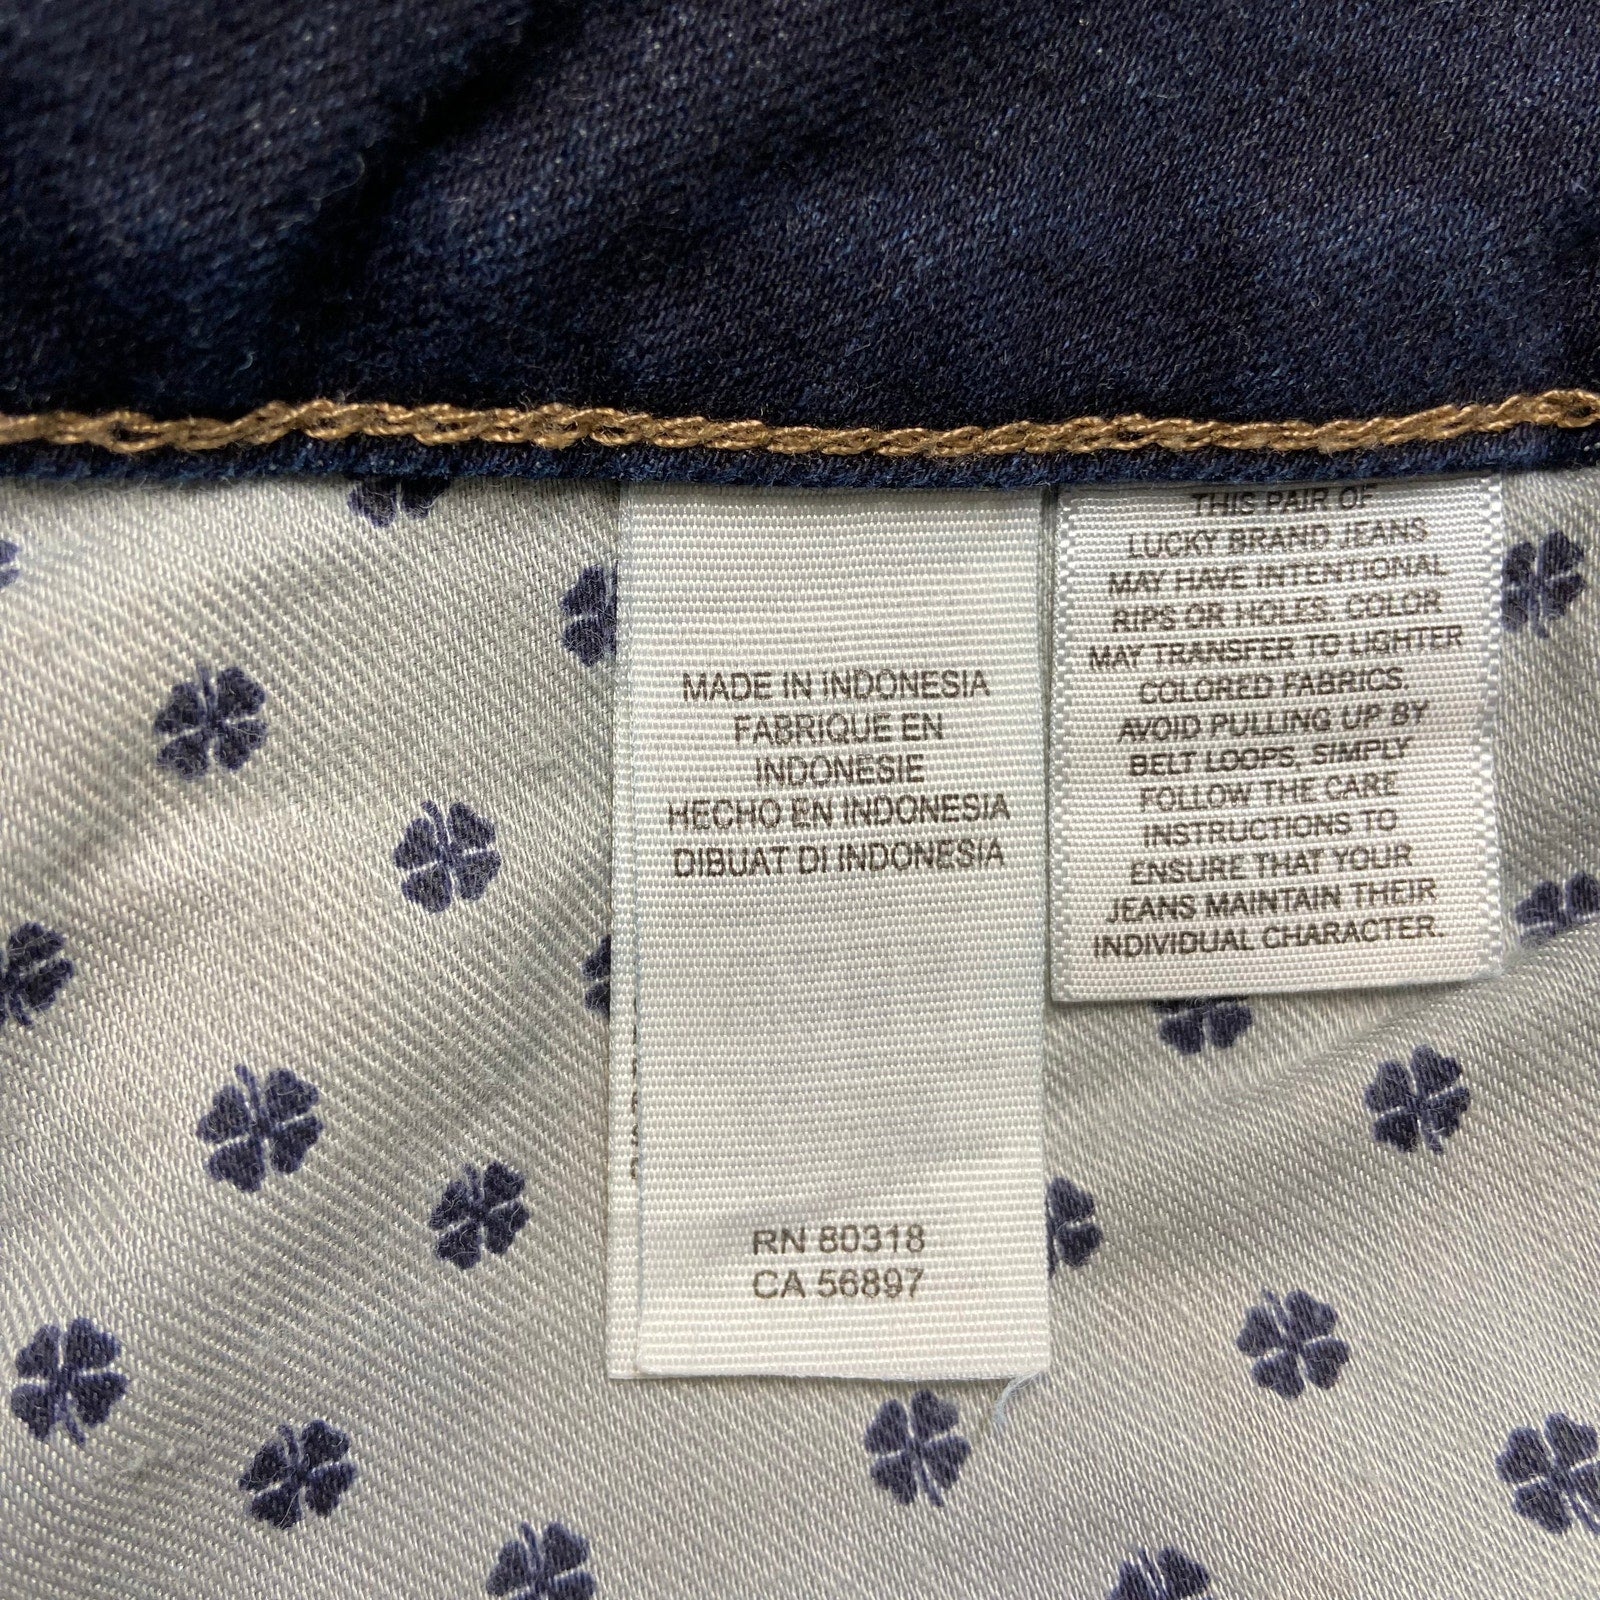 MADE IN INDONESIA
FABRIQUE EN
INDONESIE
HECHO EN INDONESIA
DIBUAT DI INDONESIA
RN 80318
CA 56897
THIS PAIR OF
LUCKY BRAND JEANS
MAY HAVE INTENTIONAL
RIPS OR HOLES. COLOR
MAY TRANSFER TO LIGHTER
COLORED FABRICS.
AVOID PULLING UP BY
BELT LOOPS, SIMPLY
FOLLOW THE CARE
INSTRUCTIONS TO
ENSURE THAT YOUR
JEANS MAINTAIN THEIR
INDIVIDUAL CHARACTER.